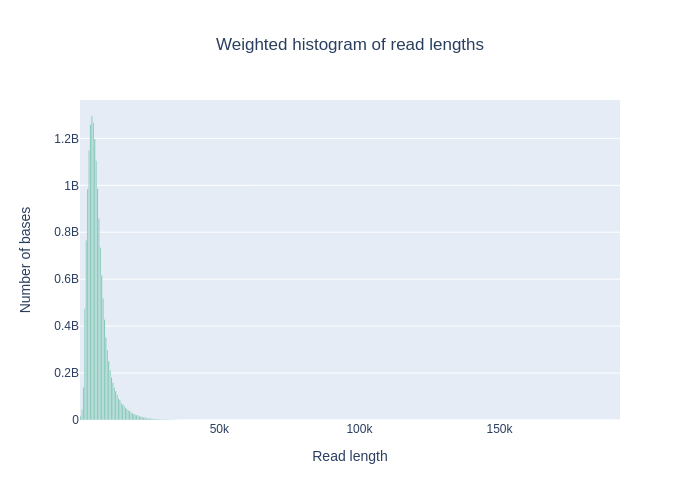 Weighted histogram of read lengths
1.2B
1B
0.8B
0.6B
0.4B
0.2B
0
Number of bases
50k
100k
150k
Read length